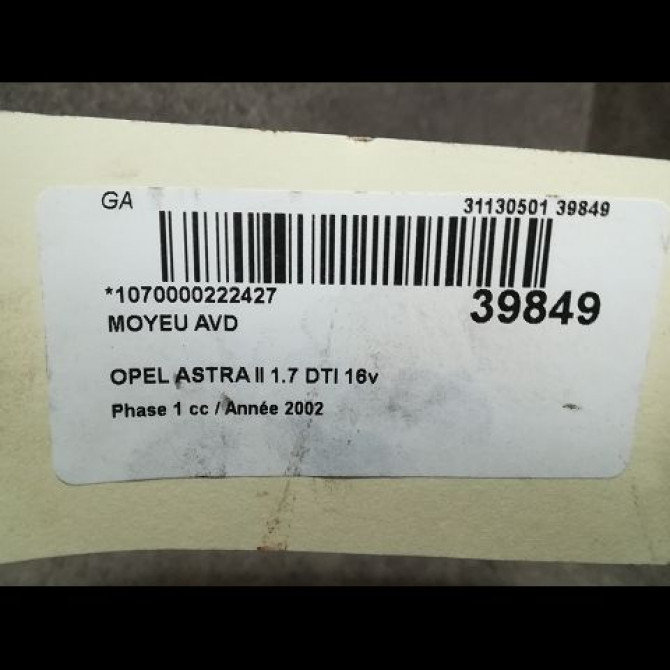 GA
31130501 39849
*1070000222427
39849
MOYEU AVD
OPEL ASTRA II 1.7 DTI 16v
Phase 1 cc / Année 2002